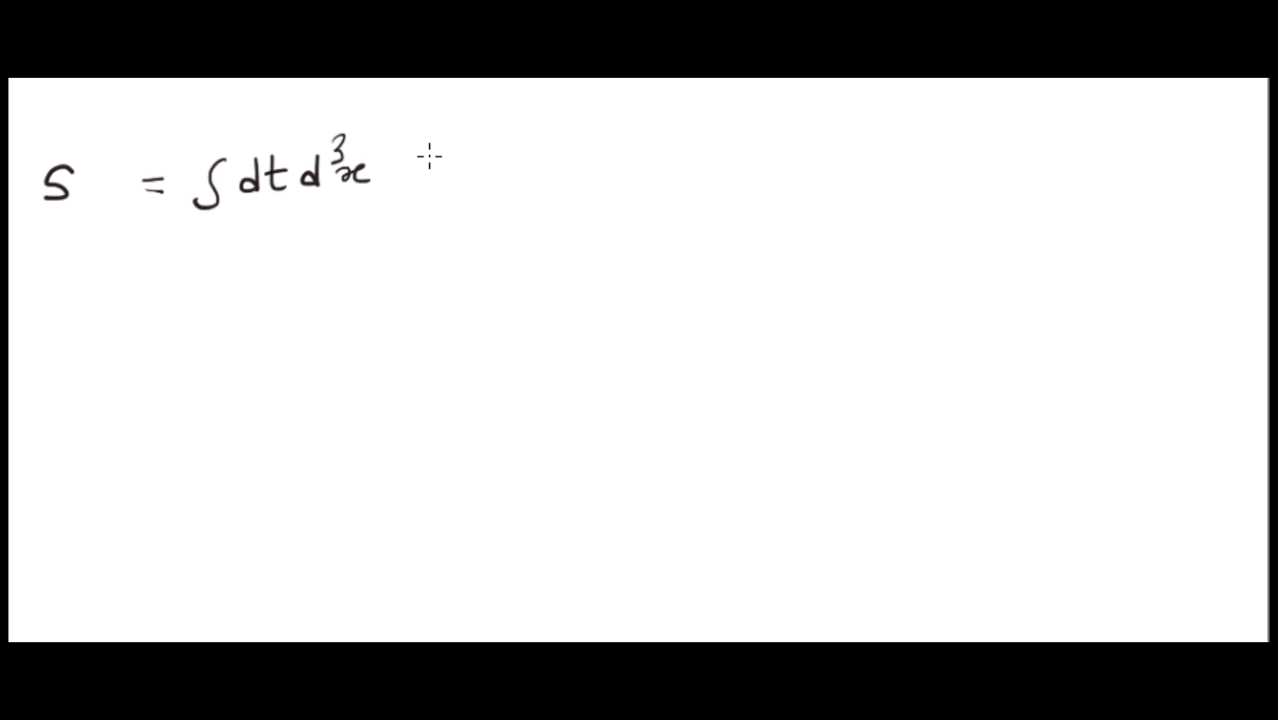 S = ∫ dt d³x